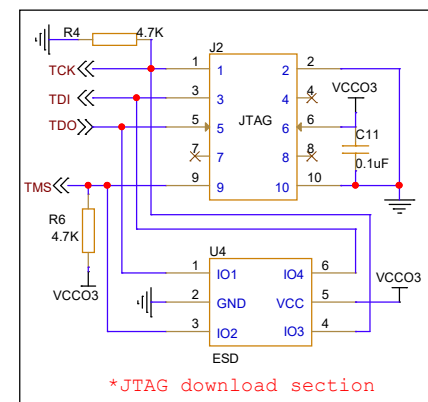 R4 4.7K
J2
TCK 1 1 2 2
VCCO3
TDI 3 3 4 4
TDO 5 5 6 6
JTAG
C11
7 7 8 8
0.1uF
TMS 9 9 10 10
R6
4.7K
U4
1 IO1 IO4 6
VCCO3
VCCO3 2 GND VCC 5
3 IO2 IO3 4
ESD
*JTAG download section